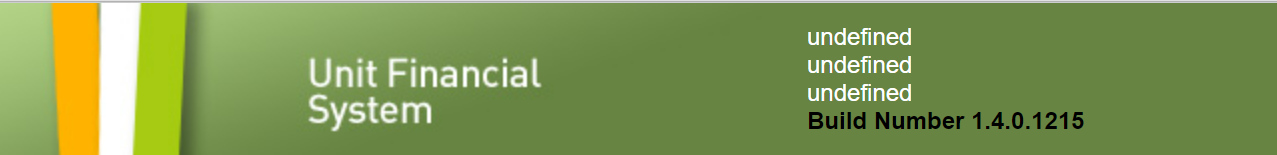 Unit Financial
System
undefined
undefined
undefined
Build Number 1.4.0.1215